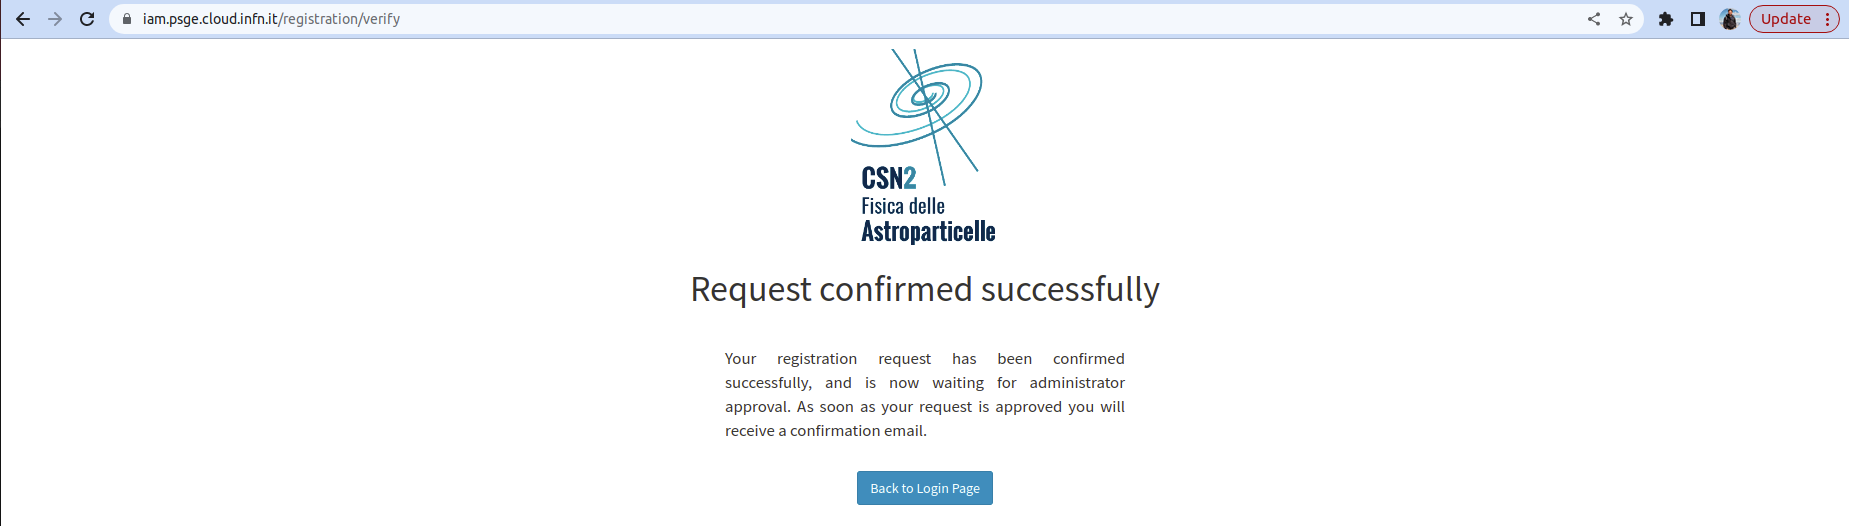 iam.psge.cloud.infn.it/registration/verify
Update
CSN2
Fisica delle
Astroparticelle
Request confirmed successfully
Your registration request has been confirmed
successfully, and is now waiting for administrator
approval. As soon as your request is approved you will
receive a confirmation email.
Back to Login Page